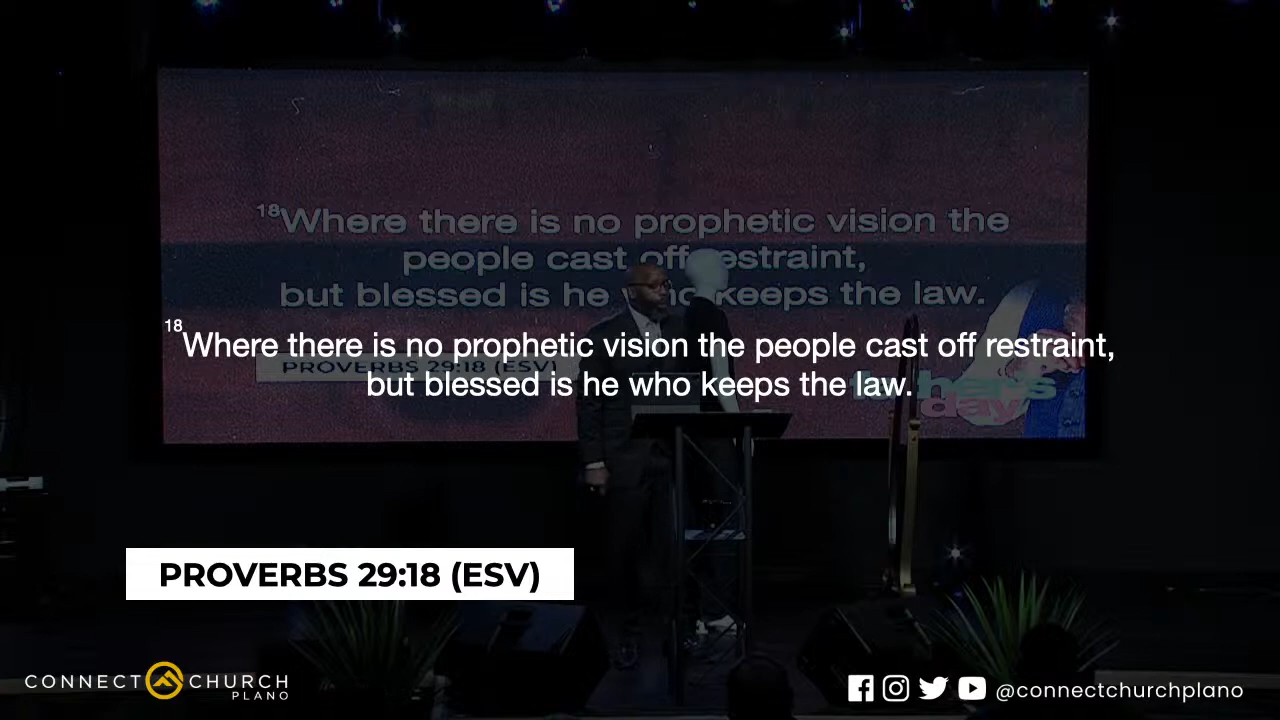 18Where there is no prophetic vision the
people cast off restraint,
but blessed is he who keeps the law.
18Where there is no prophetic vision the people cast off restraint,
PROVERBS 29:18 (ESV)
but blessed is he who keeps the law.
father's
day
PROVERBS 29:18 (ESV)
CONNECT CHURCH
PLANO
@connectchurchplano